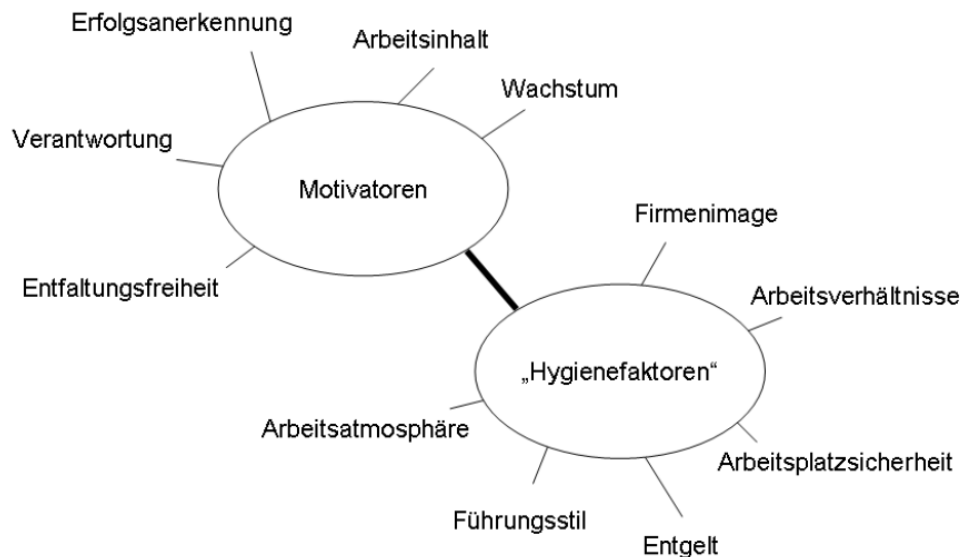 Erfolgsanerkennung
Arbeitsinhalt
Wachstum
Verantwortung
Motivatoren
Entfaltungsfreiheit
Firmenimage
Arbeitsverhältnisse
„Hygienefaktoren“
Arbeitsatmosphäre
Arbeitsplatzsicherheit
Führungsstil
Entgelt